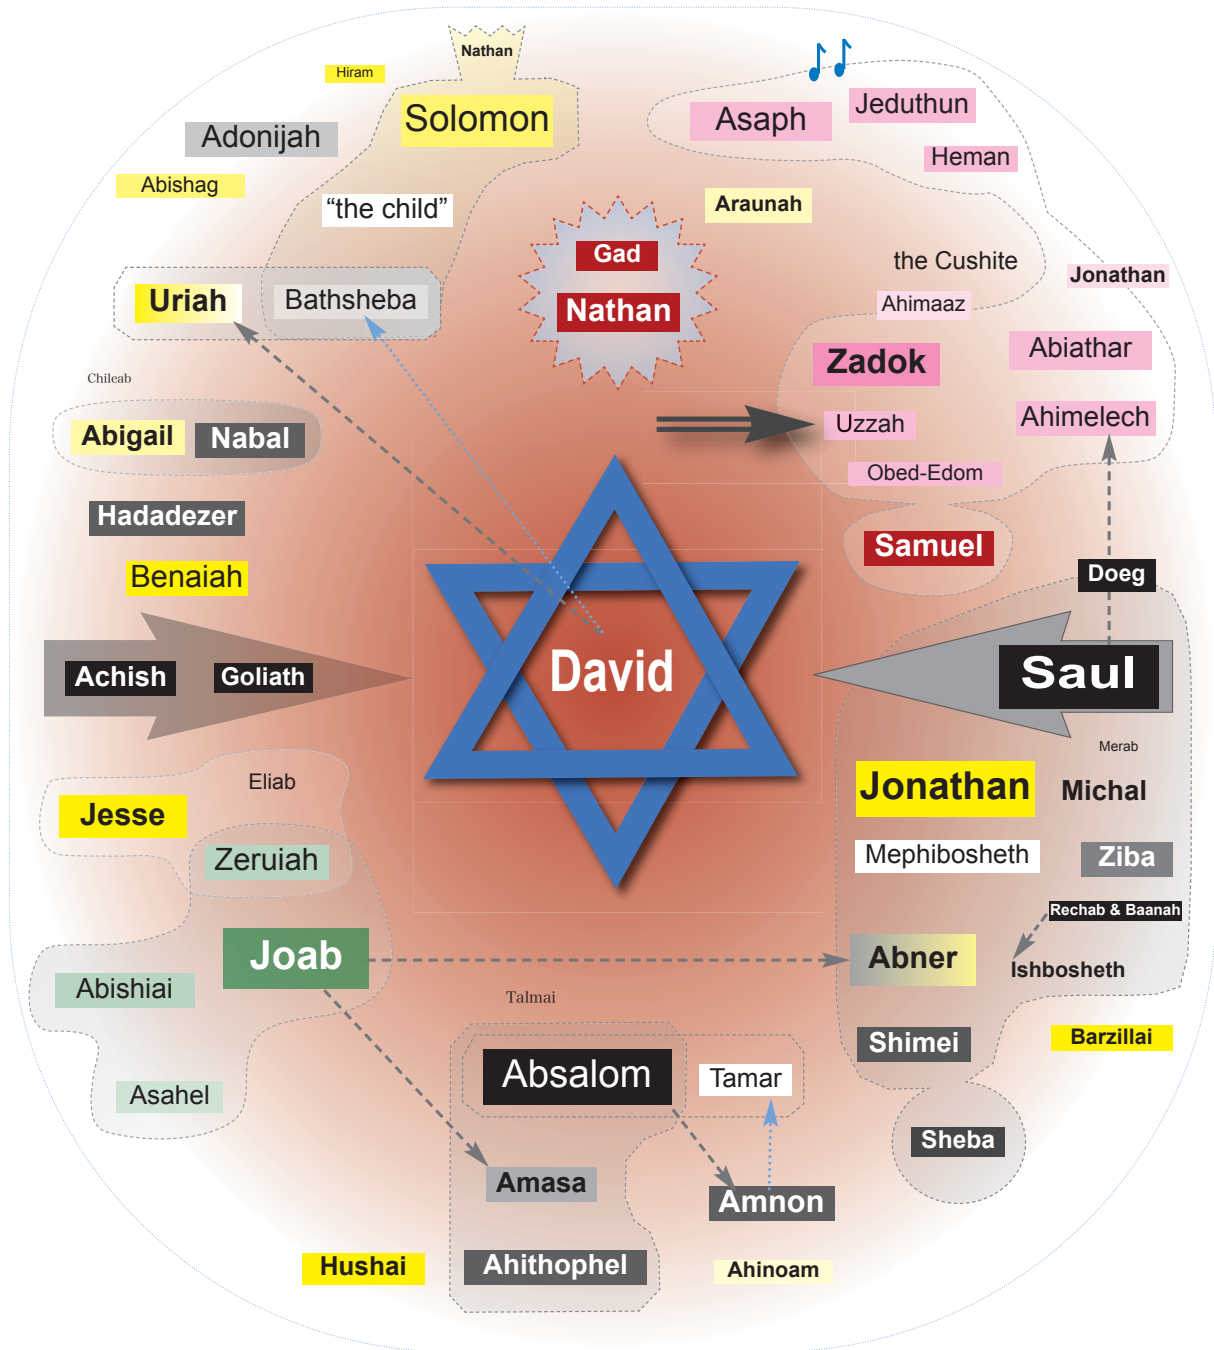 Nathan
Hiram
Solomon
Adonijah
Asaph
Jeduthun
Heman
Abishag
“the child”
Araunah
Gad
Nathan
the Cushite
Jonathan
Uriah
Bathsheba
Ahimaaz
Zadok
Abiathar
Chileab
Abigail
Nabal
Uzzah
Ahimelech
Obed-Edom
Hadadezer
Samuel
Benaiah
Doeg
Achish
Goliath
David
Saul
Merab
Eliab
Jonathan
Michal
Jesse
Zeruiah
Mephibosheth
Ziba
Rechab & Baanah
Joab
Abner
Ishbosheth
Abishiai
Talmai
Shimei
Barzillai
Absalom
Tamar
Asahel
Sheba
Amasa
Amnon
Hushai
Ahithophel
Ahinoam